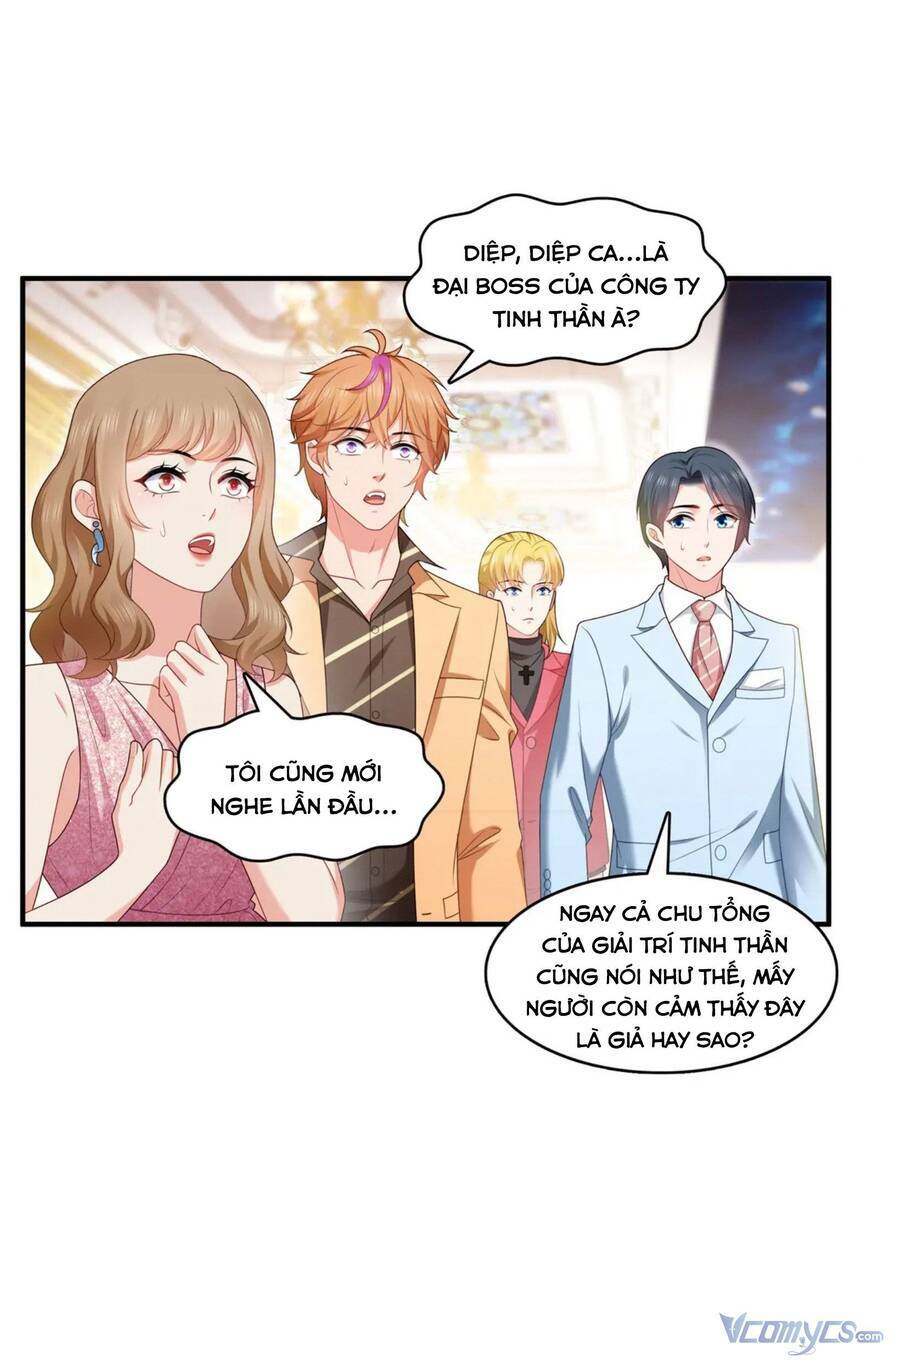 DIỆP, DIỆP CA...LÀ
ĐẠI BOSS CỦA CÔNG TY
TINH THẦN À?
TÔI CŨNG MỚI
NGHE LẦN ĐẦU...
NGAY CẢ CHU TỔNG
CỦA GIẢI TRÍ TINH THẦN
CŨNG NÓI NHƯ THẾ, MẤY
NGƯỜI CÒN CẢM THẤY ĐÂY
LÀ GIẢ HAY SAO?
Vcomycs.com